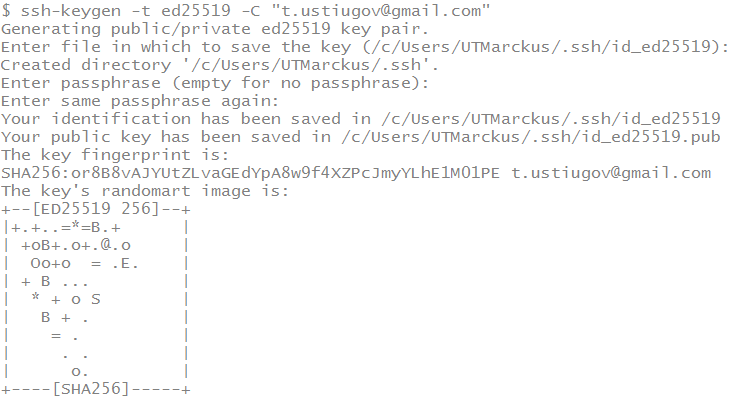 $ ssh-keygen -t ed25519 -C "t.ustiugov@gmail.com"
Generating public/private ed25519 key pair.
Enter file in which to save the key (/c/Users/UTMarckus/.ssh/id_ed25519):
Created directory '/c/Users/UTMarckus/.ssh'.
Enter passphrase (empty for no passphrase):
Enter same passphrase again:
Your identification has been saved in /c/Users/UTMarckus/.ssh/id_ed25519
Your public key has been saved in /c/Users/UTMarckus/.ssh/id_ed25519.pub
The key fingerprint is:
SHA256:or8B8vAJYUtZLvaGEdYpA8w9f4XZPcJmyYLhE1M01PE t.ustiugov@gmail.com
The key's randomart image is:
+--[ED25519 256]--+
|+.+..=*=B.+      |
| +oB+.o+.@.o     |
|  Oo+o  = .E.    |
| + B ...         |
|  * + o S        |
|   B + .         |
|    = .          |
|     . .         |
|      o.         |
+----[SHA256]-----+